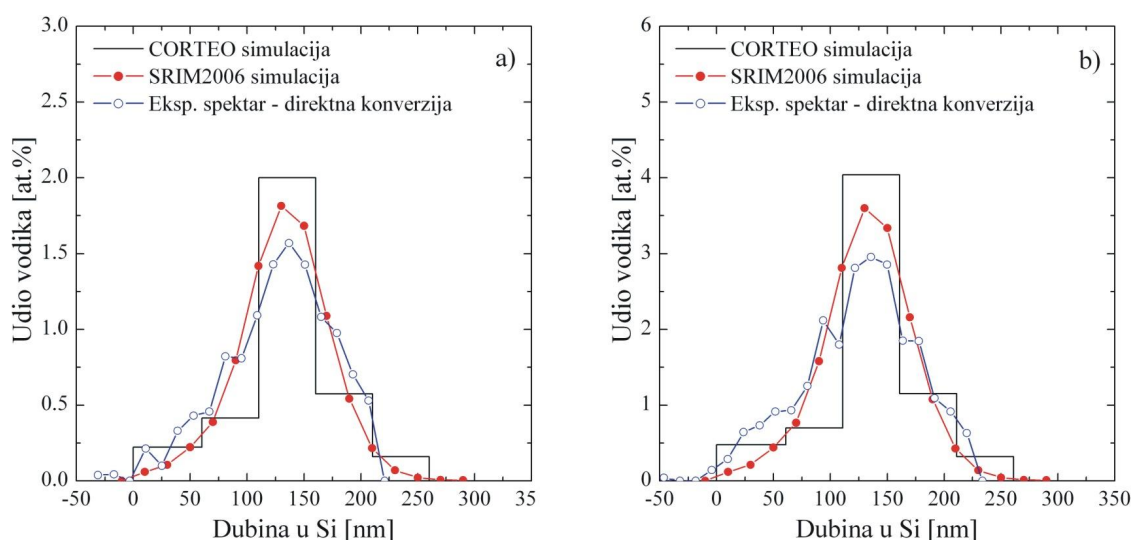 3.0
2.5
2.0
1.5
1.0
0.5
0.0
Udio vodika [at.%]
CORTEO simulacija
SRIM2006 simulacija
Eksp. spektar - direktna konverzija
a)
-50
0
50
100
150
200
250
300
35
Dubina u Si [nm]
6
5
4
3
2
1
0
Udio vodika [at.%]
CORTEO simulacija
SRIM2006 simulacija
Eksp. spektar - direktna konverzija
b)
-50
0
50
100
150
200
250
300
350
Dubina u Si [nm]